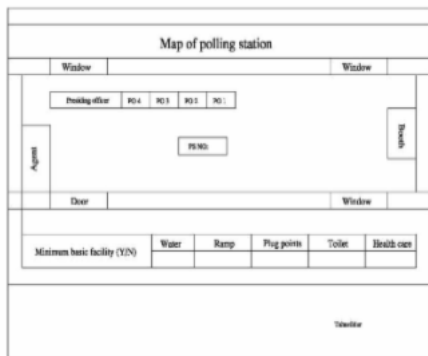 Map of polling station
Window Window
Presiding officer PO 4 PO 3 PO 2 PO 1
Booth
PS NO:
Agent
Door Window
Minimum basic facility (Y/N) Water Ramp Plug points Toilet Health care
Tahsildar